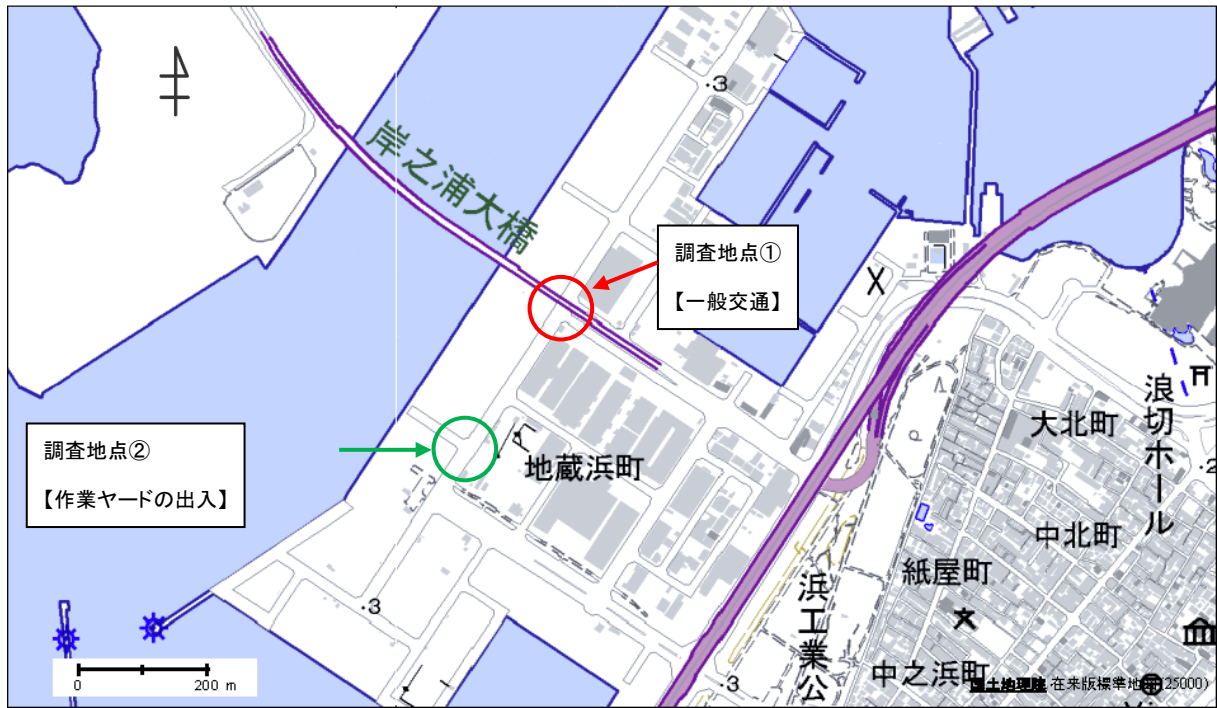 岸之浦大橋
・3
調査地点①
【一般交通】
調査地点②
【作業ヤードの出入】
地蔵浜町
浪切ホール
大北町
中北町
紙屋町
中之浜町
浜工業公
・3
・3
・2
0
200 m
国土地理院 在来版標準地図(25000)